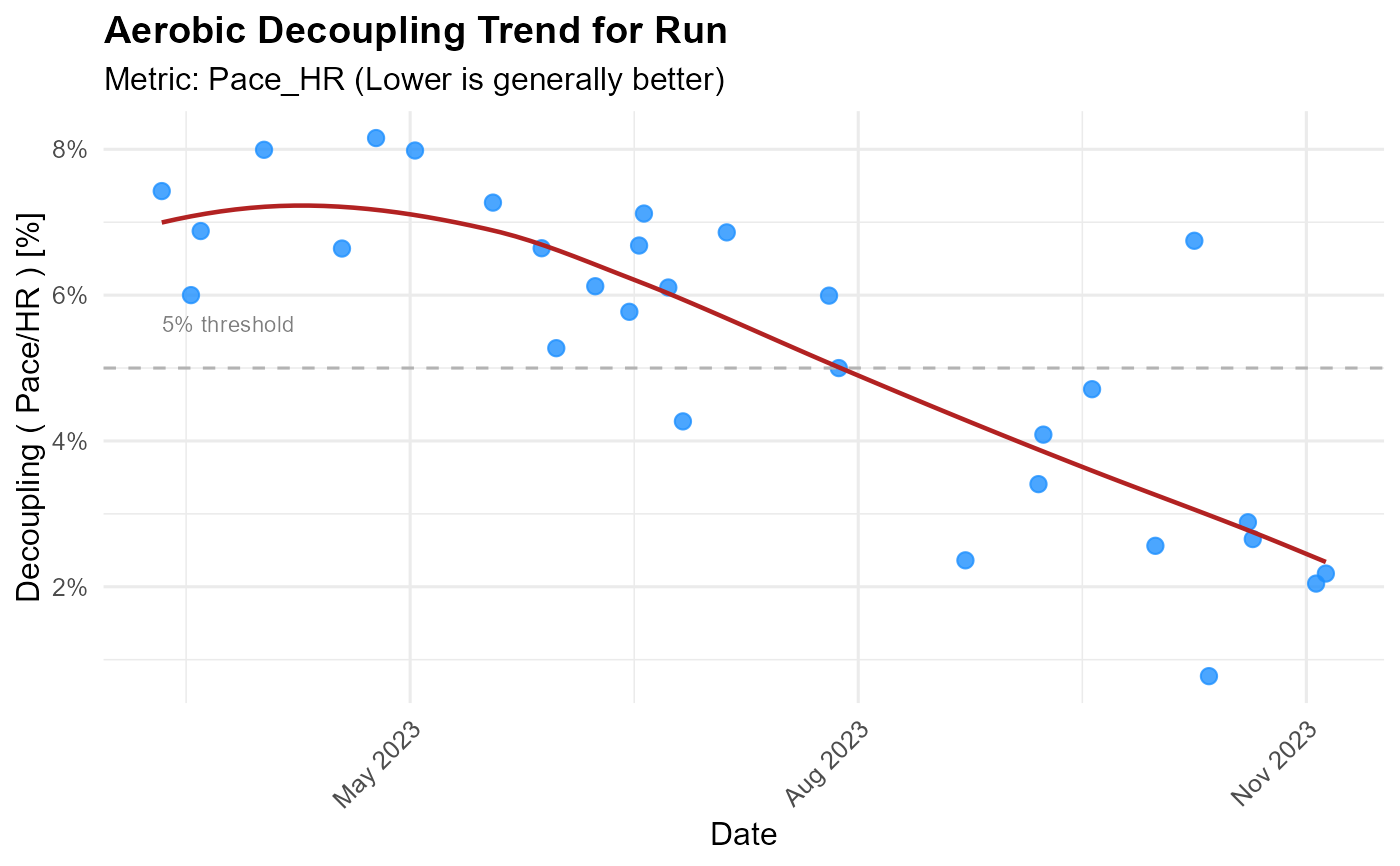 Aerobic Decoupling Trend for Run
Metric: Pace_HR (Lower is generally better)
Decoupling ( Pace/HR ) [%]
8%
6%
5% threshold
4%
2%
May 2023
Aug 2023
Nov 2023
Date